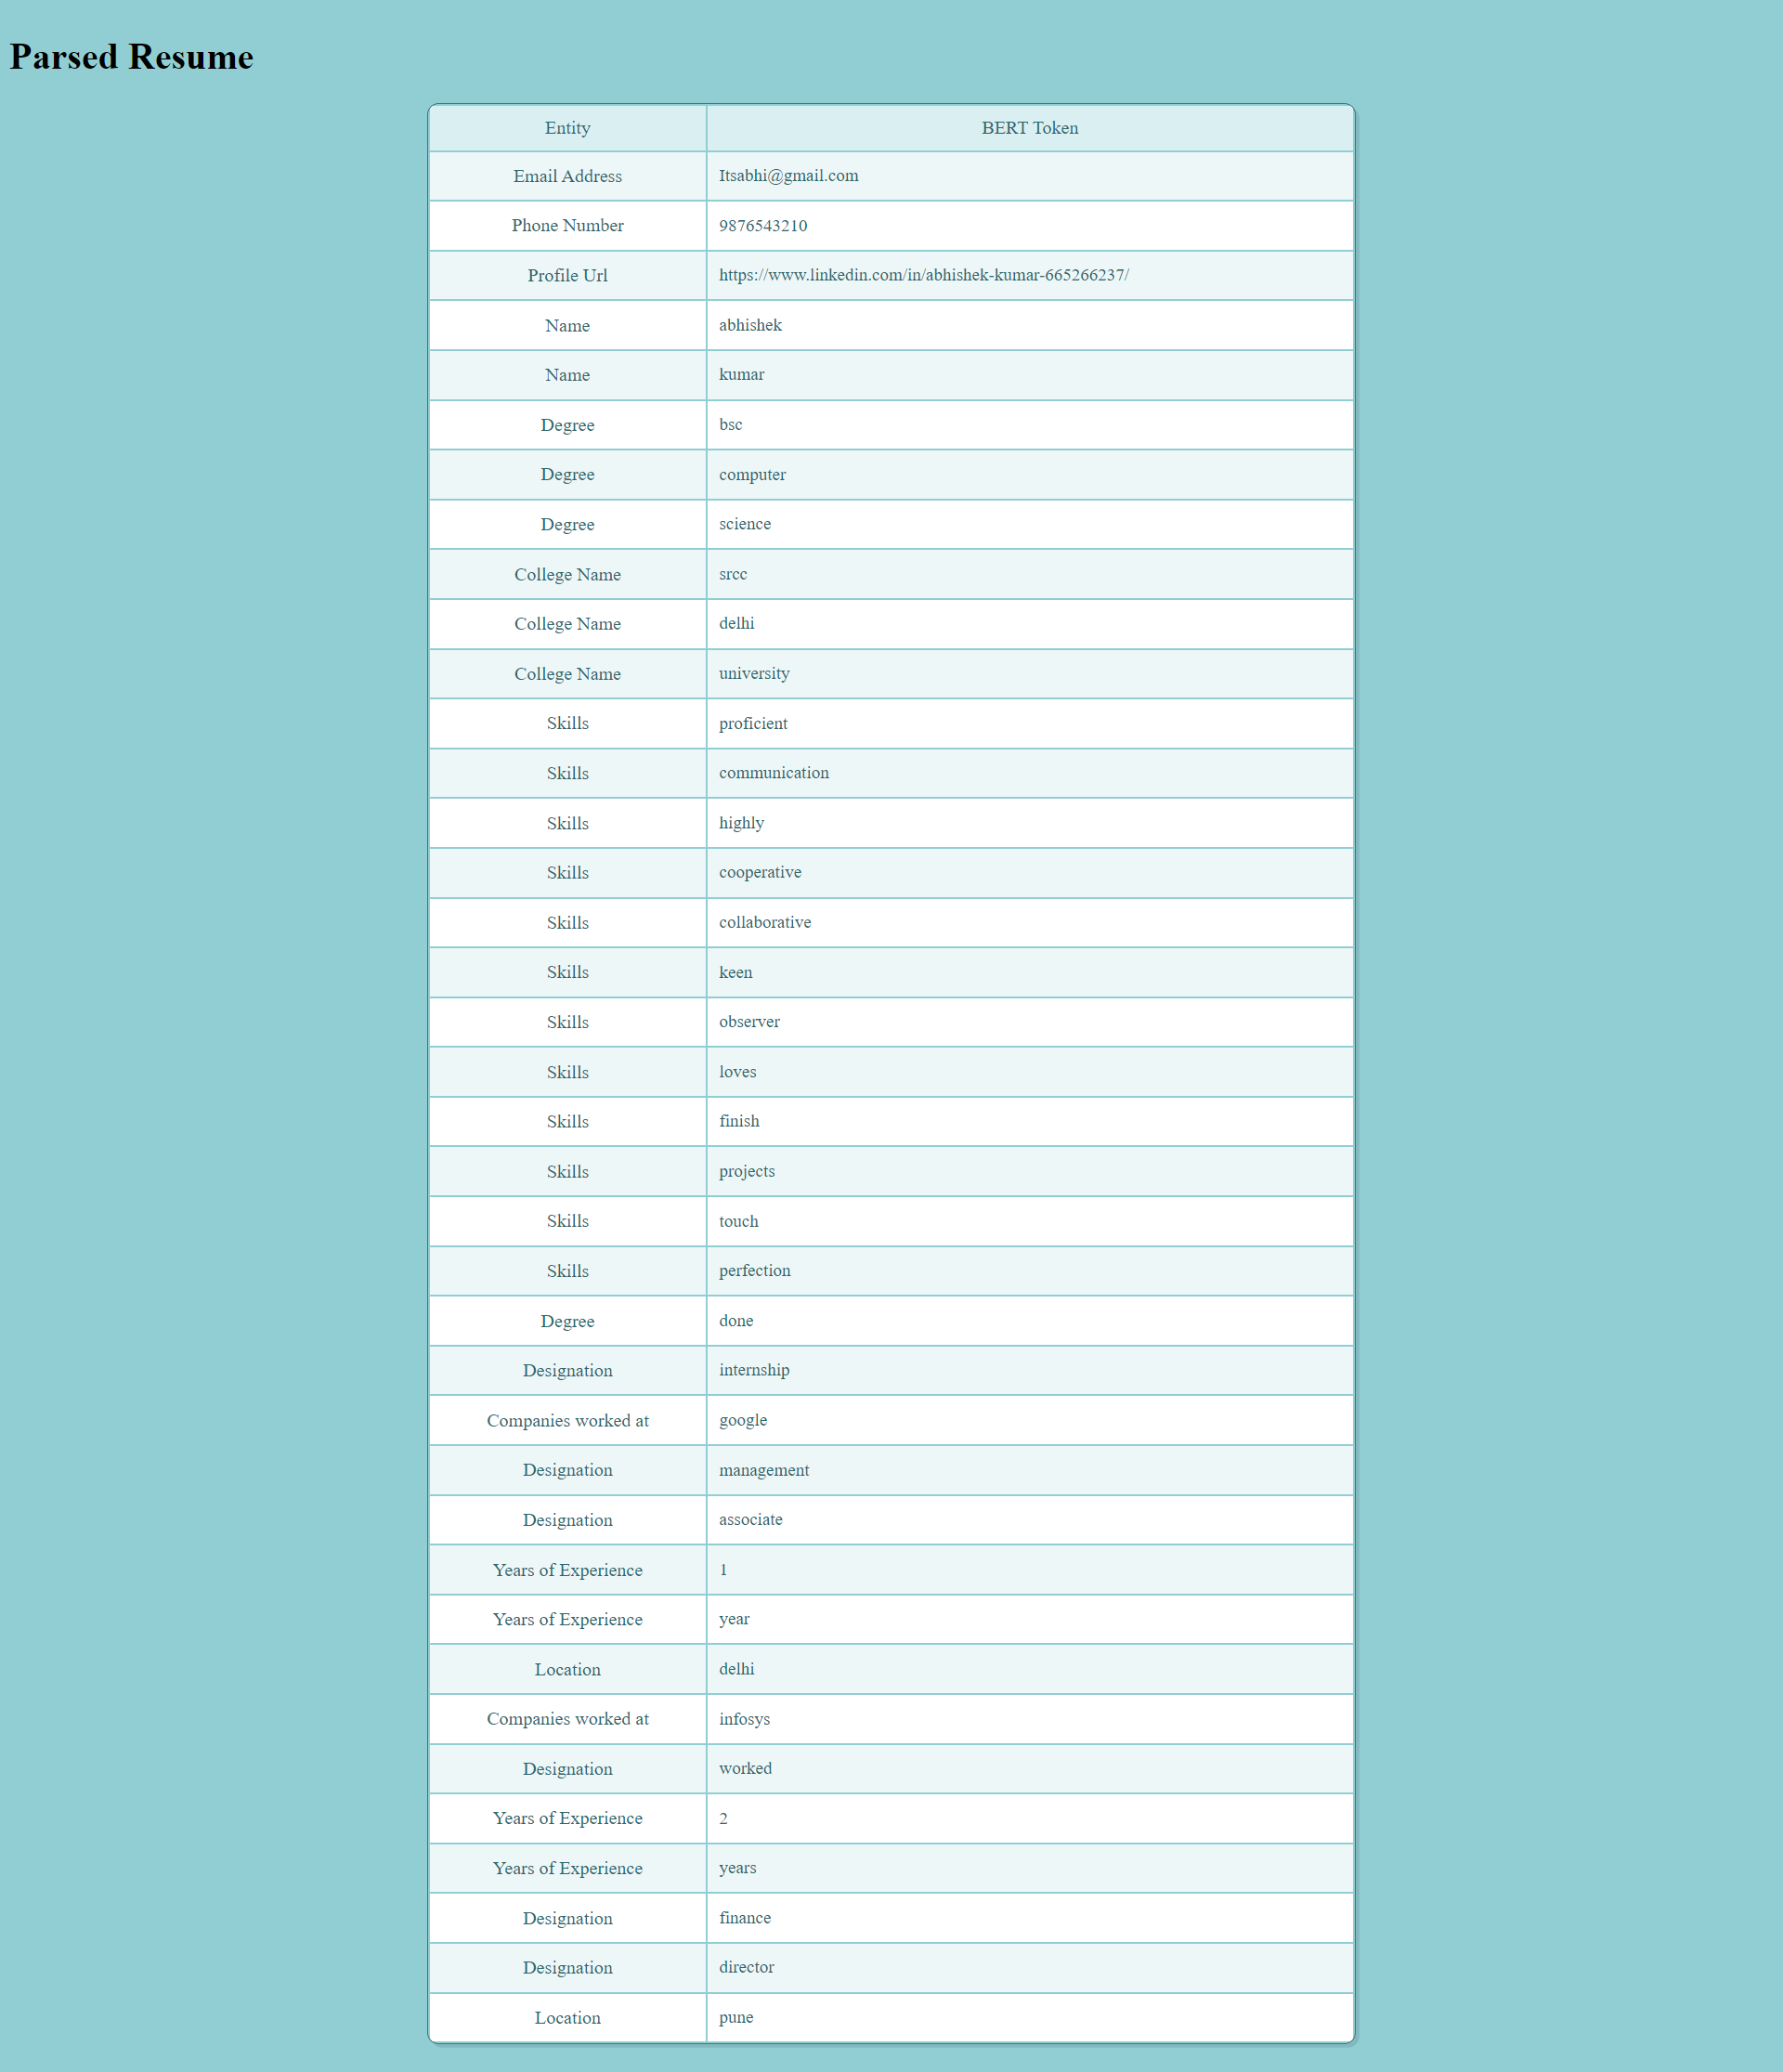 Parsed Resume
Entity BERT Token
Email Address Itsabhi@gmail.com
Phone Number 9876543210
Profile Url https://www.linkedin.com/in/abhishek-kumar-665266237/
Name abhishek
Name kumar
Degree bsc
Degree computer
Degree science
College Name srcc
College Name delhi
College Name university
Skills proficient
Skills communication
Skills highly
Skills cooperative
Skills collaborative
Skills keen
Skills observer
Skills loves
Skills finish
Skills projects
Skills touch
Skills perfection
Degree done
Designation internship
Companies worked at google
Designation management
Designation associate
Years of Experience 1
Years of Experience year
Location delhi
Companies worked at infosys
Designation worked
Years of Experience 2
Years of Experience years
Designation finance
Designation director
Location pune